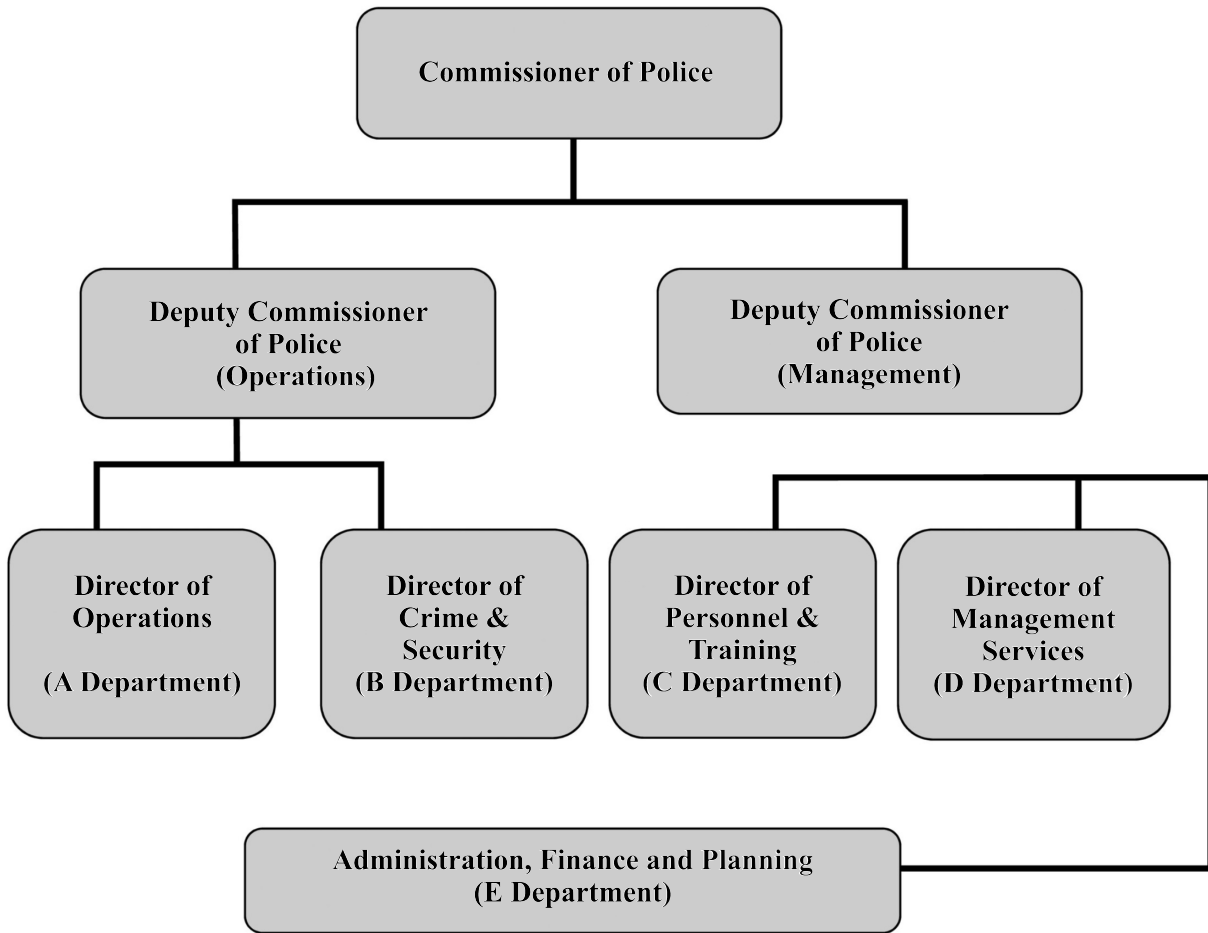 Commissioner of Police
Deputy Commissioner
of Police
(Operations)
Deputy Commissioner
of Police
(Management)
Director of
Operations
(A Department)
Director of
Crime &
Security
(B Department)
Director of
Personnel &
Training
(C Department)
Director of
Management
Services
(D Department)
Administration, Finance and Planning
(E Department)